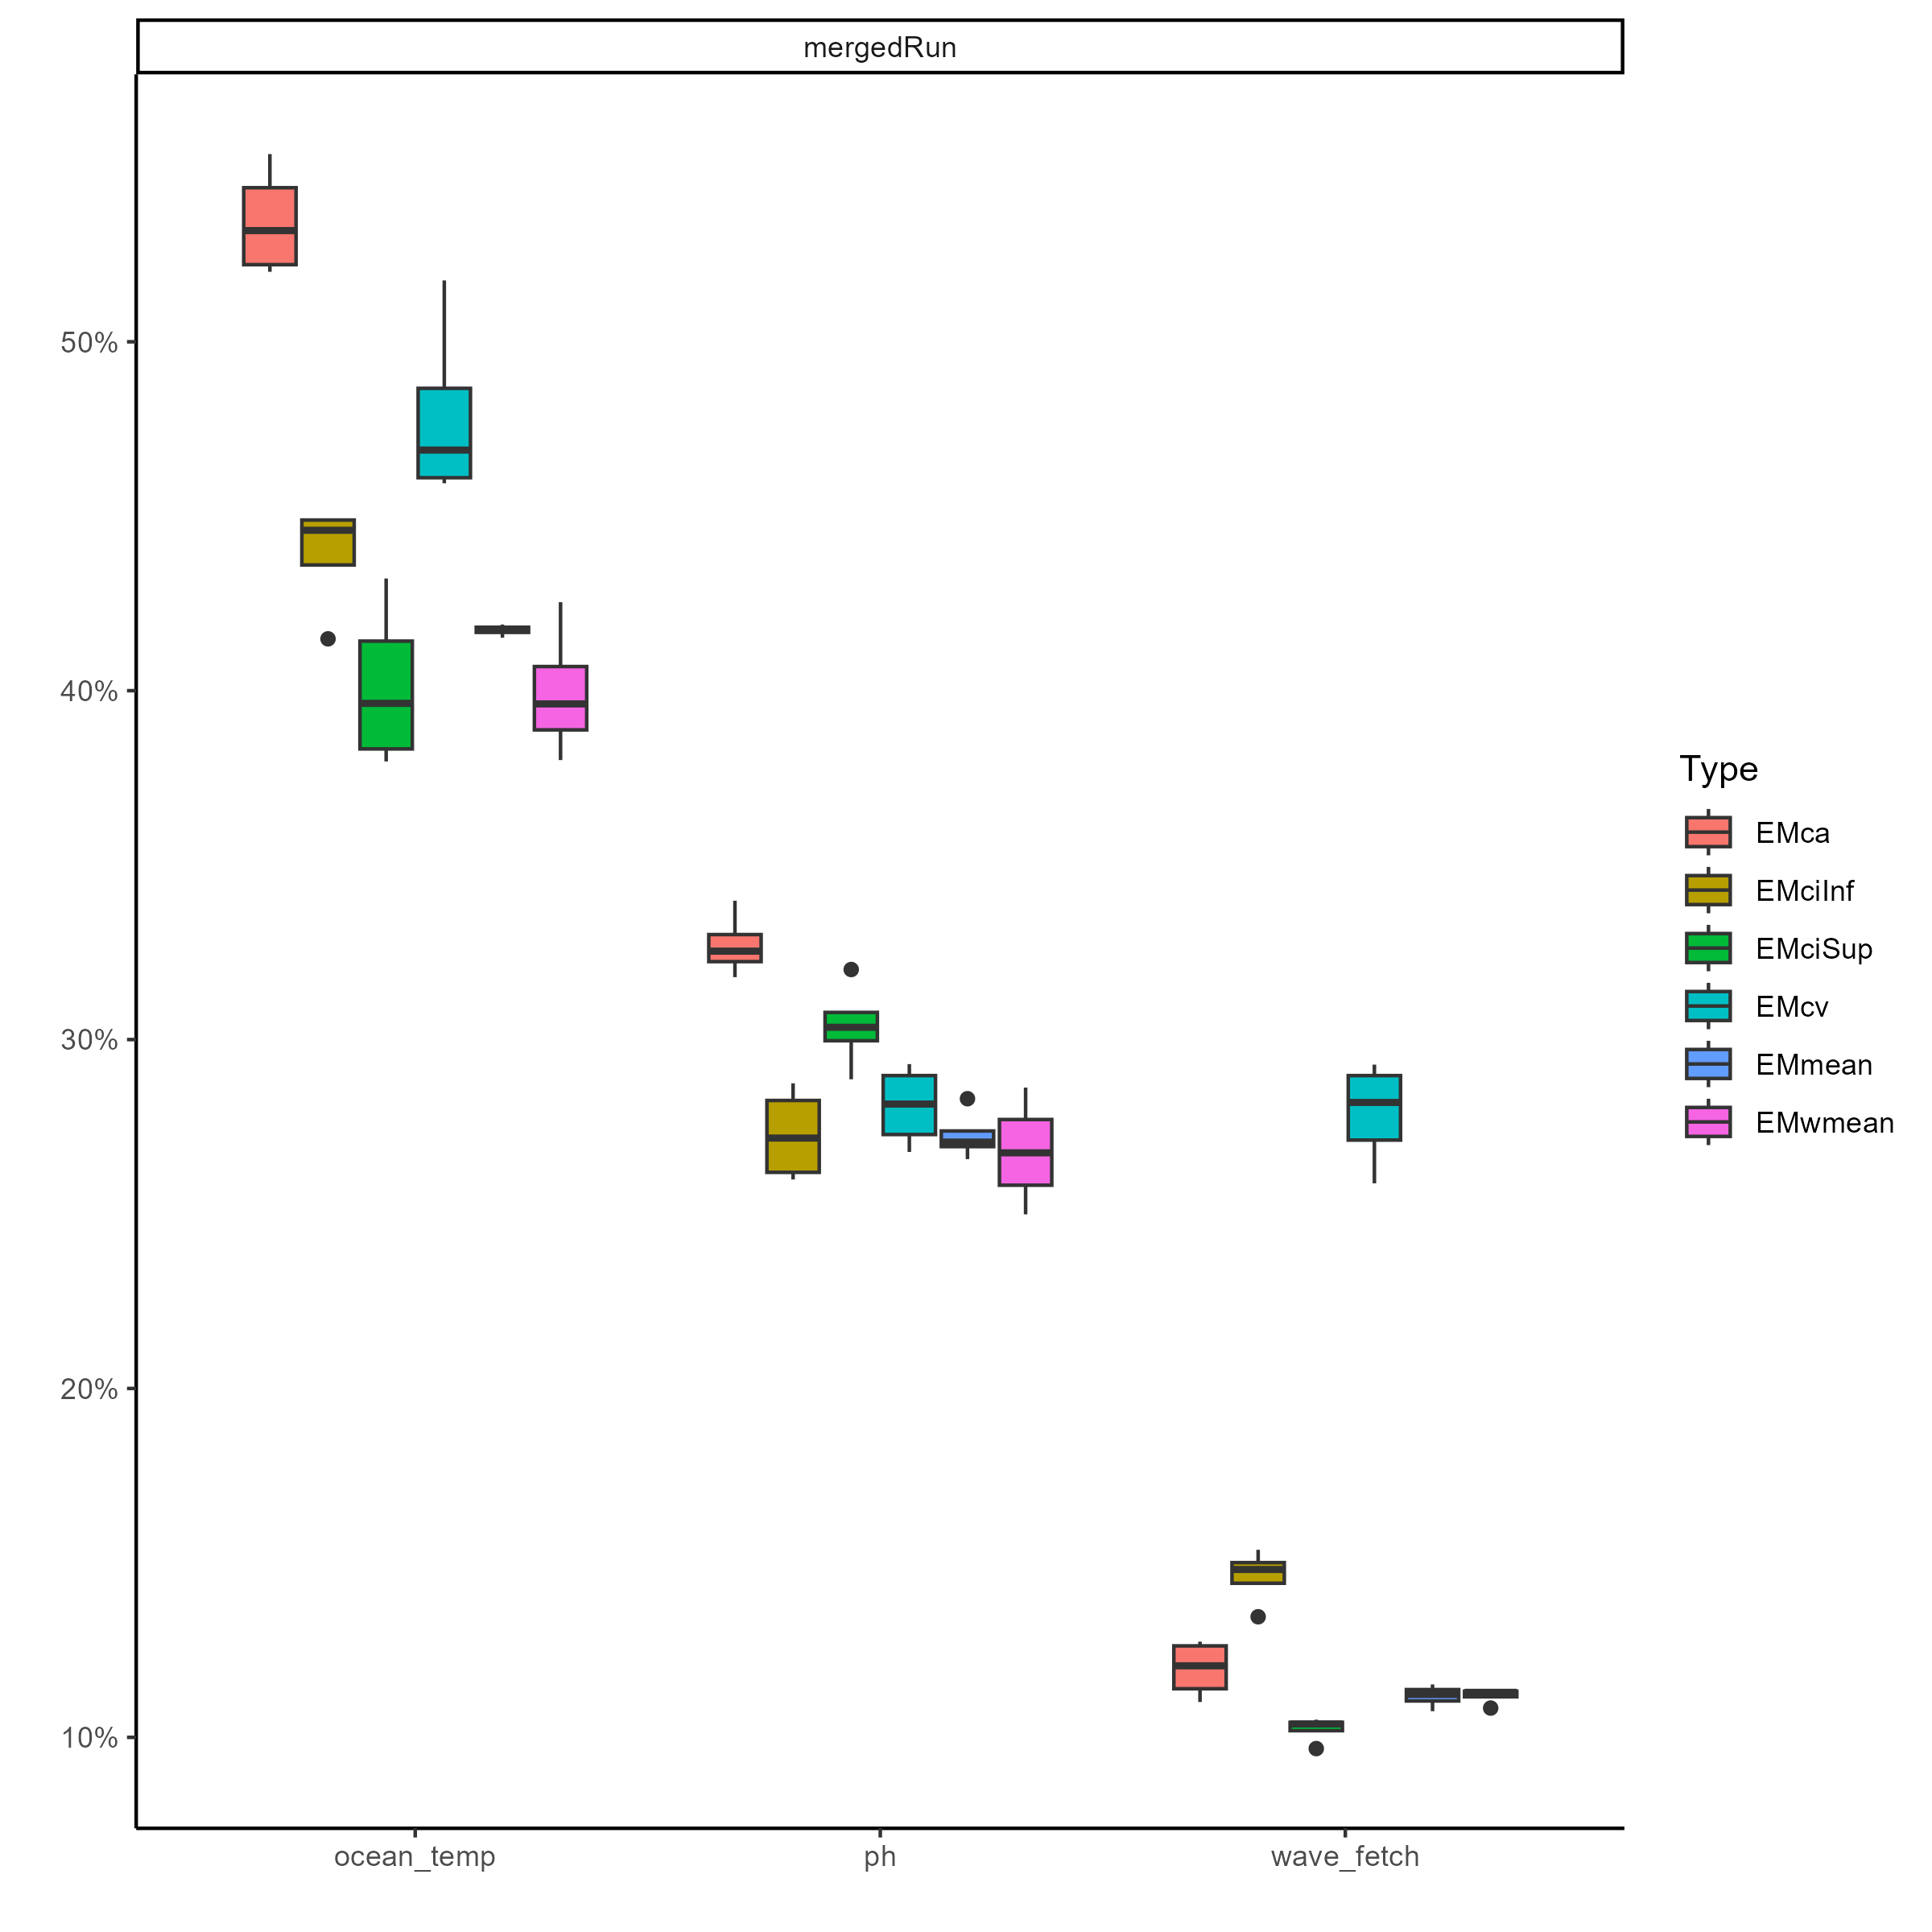 mergedRun
50%
40%
30%
20%
10%
ocean_temp
ph
wave_fetch
Type
EMca
EMciInf
EMciSup
EMcv
EMmean
EMwmean